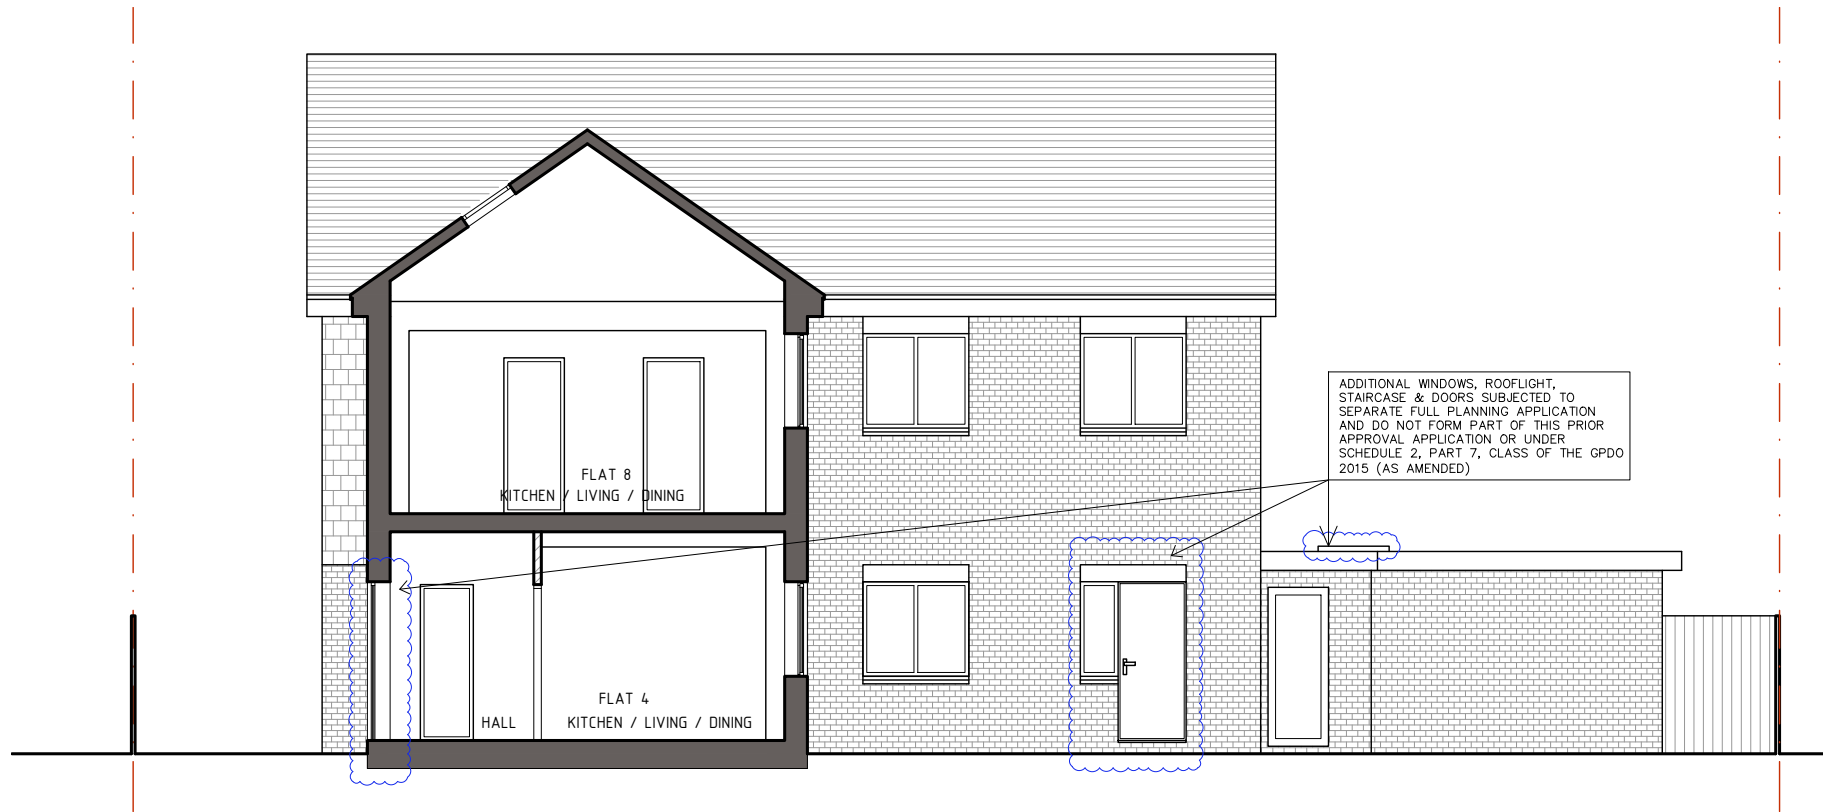 ADDITIONAL WINDOWS, ROOFLIGHT,
STAIRCASE & DOORS SUBJECTED TO
SEPARATE FULL PLANNING APPLICATION
AND DO NOT FORM PART OF THIS PRIOR
APPROVAL APPLICATION OR UNDER
SCHEDULE 2, PART 7, CLASS OF THE GPDO
2015 (AS AMENDED)
FLAT 8
KITCHEN / LIVING / DINING
FLAT 4
HALL
KITCHEN / LIVING / DINING